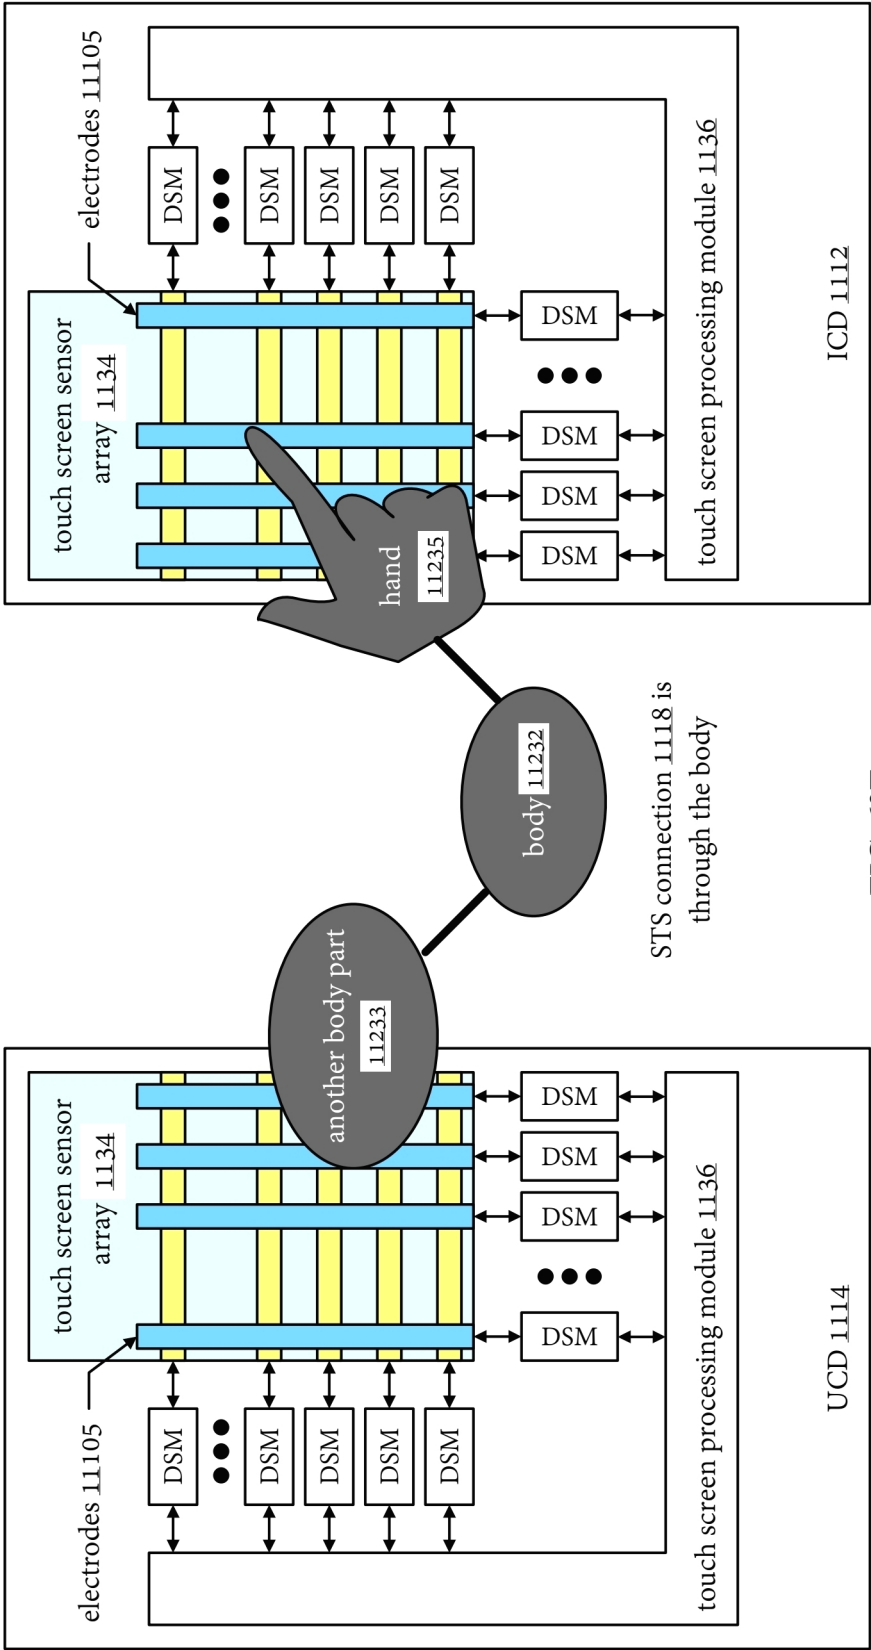 electrodes 11105
touch screen sensor
array 1134
DSM
DSM
DSM
DSM
DSM
DSM
DSM
DSM
DSM
touch screen processing module 1136
UCD 1114
another body part
11233
body 11232
hand
11235
STS connection 1118 is
through the body
touch screen sensor
array 1134
electrodes 11105
DSM
DSM
DSM
DSM
DSM
DSM
DSM
DSM
DSM
touch screen processing module 1136
ICD 1112